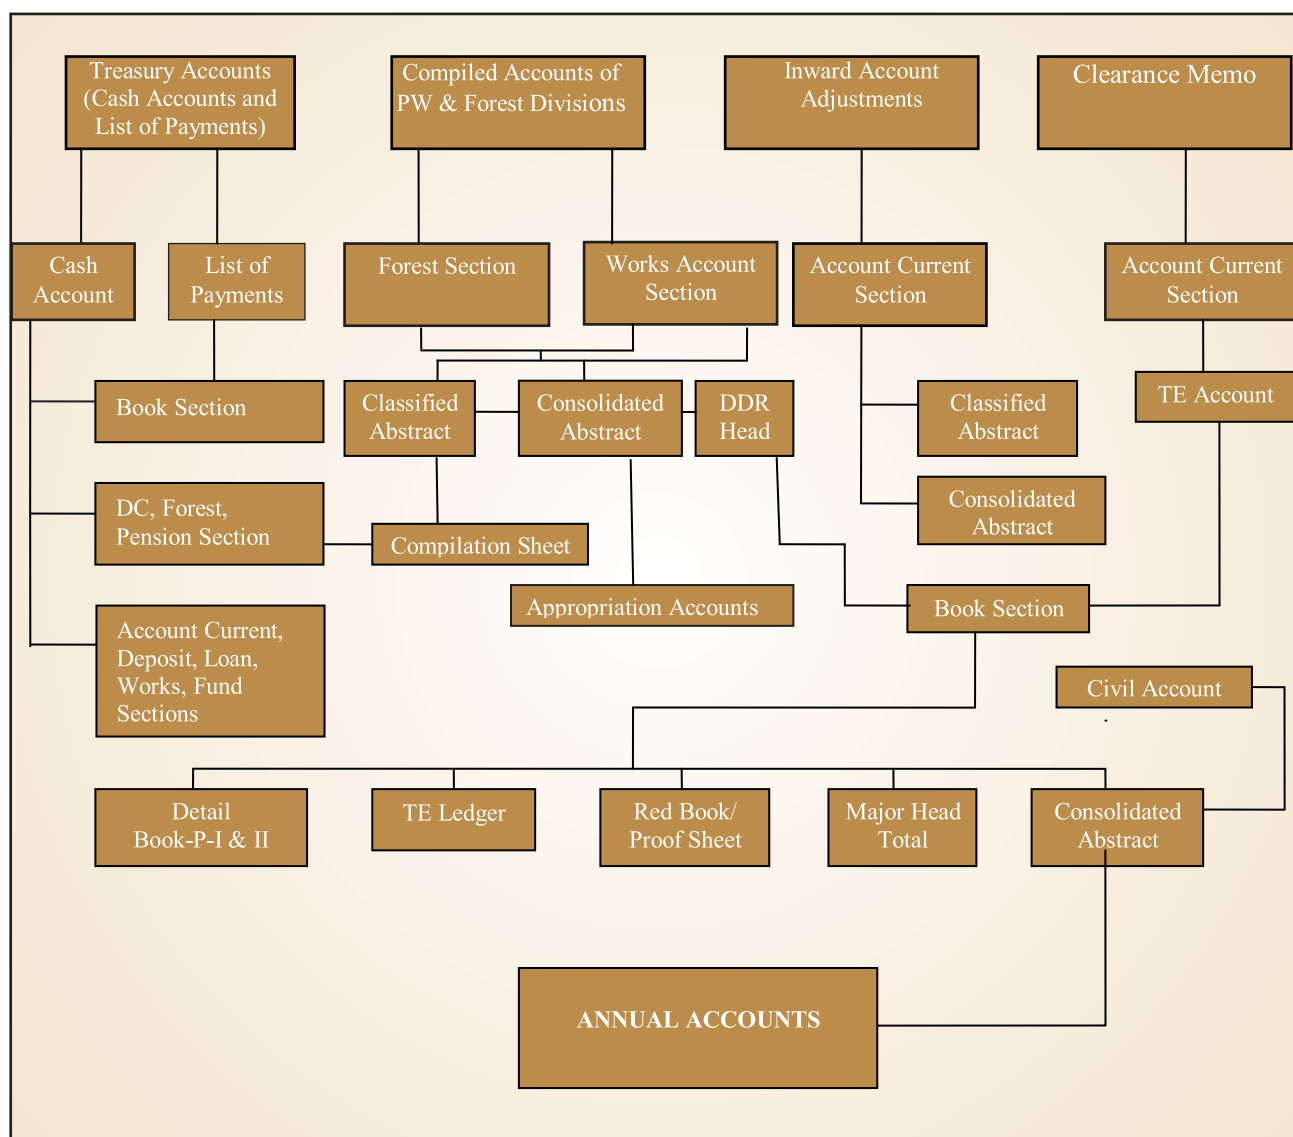 Treasury Accounts
(Cash Accounts and
List of Payments)
Compiled Accounts of
PW & Forest Divisions
Inward Account
Adjustments
Clearance Memo
Cash
Account
List of
Payments
Forest Section
Works Account
Section
Account Current
Section
Account Current
Section
Book Section
Classified
Abstract
Consolidated
Abstract
DDR
Head
Classified
Abstract
TE Account
DC, Forest,
Pension Section
Compilation Sheet
Consolidated
Abstract
Appropriation Accounts
Book Section
Account Current,
Deposit, Loan,
Works, Fund
Sections
Civil Account
Detail
Book-P-I & II
TE Ledger
Red Book/
Proof Sheet
Major Head
Total
Consolidated
Abstract
ANNUAL ACCOUNTS